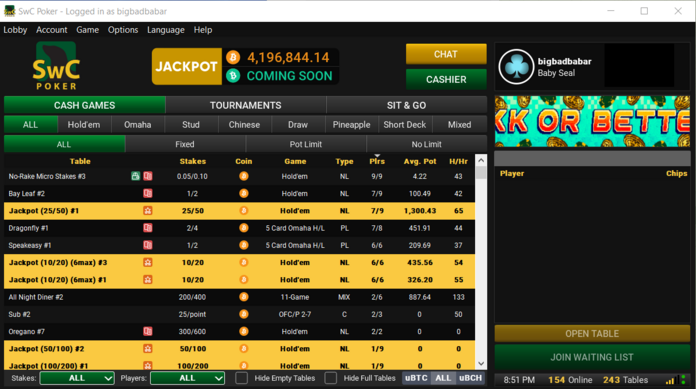 SwC Poker - Logged in as bigbadbabar
Lobby Account Game Options Language Help
SwC
POKER
JACKPOT
4,196,844.14
COMING SOON
CHAT
CASHIER
bigbadbabar
Baby Seal
CASH GAMES TOURNAMENTS SIT & GO
ALL Hold'em Omaha Stud Chinese Draw Pineapple Short Deck Mixed
ALL Fixed Pot Limit No Limit
Table Stakes Coin Game Type Plrs Avg. Pot H/Hr
No-Rake Micro Stakes #3 0.05/0.10 Hold'em NL 9/9 4.22 43
Bay Leaf #2 1/2 Hold'em NL 7/9 100.49 42
Jackpot (25/50) #1 25/50 Hold'em NL 7/9 1,300.43 65
Dragonfly #1 2/4 5 Card Omaha H/L PL 7/8 451.91 44
Speakeasy #1 1/2 5 Card Omaha H/L PL 6/6 209.69 37
Jackpot (10/20) (6max) #3 10/20 Hold'em NL 6/6 435.56 54
Jackpot (10/20) (6max) #1 10/20 Hold'em NL 6/6 326.20 55
All Night Diner #2 200/400 11-Game MIX 2/6 887.64 133
Sub #2 25/point OFC/P 2-7 C 2/3 0 50
Oregano #7 300/600 Hold'em NL 2/2 0 0
Jackpot (50/100) #2 50/100 Hold'em NL 0/9 0 0
Jackpot (100/200) #1 100/200 Hold'em NL 0/9 0 0
Stakes: ALL Players: ALL Hide Empty Tables Hide Full Tables uBTC ALL uBCH
KK OR BETTE
Player Chips
OPEN TABLE
JOIN WAITING LIST
8:51 PM 154 Online 243 Tables